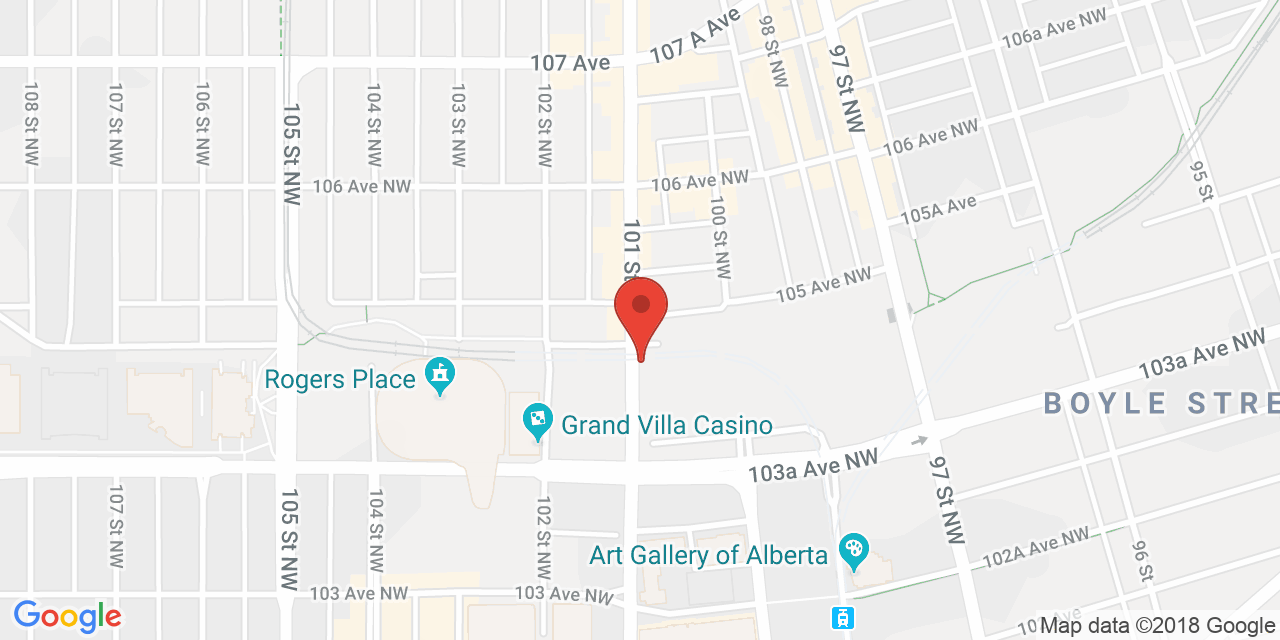 107 A Ave
98 St NW
97 St NW
106a Ave NW
107 Ave
108 St NW
107 St NW
106 St NW
105 St NW
104 St NW
103 St NW
102 St NW
106 Ave NW
95 St
106 Ave NW
106 Ave NW
100 St NW
105A Ave
101 St
105 Ave NW
103a Ave NW
Rogers Place
BOYLE STRE
Grand Villa Casino
103a Ave NW
107 St NW
105 St NW
104 St NW
102 St NW
97 St NW
102A Ave NW
96 St
Art Gallery of Alberta
103 Ave NW
103 Ave NW
Google
Map data ©2018 Google